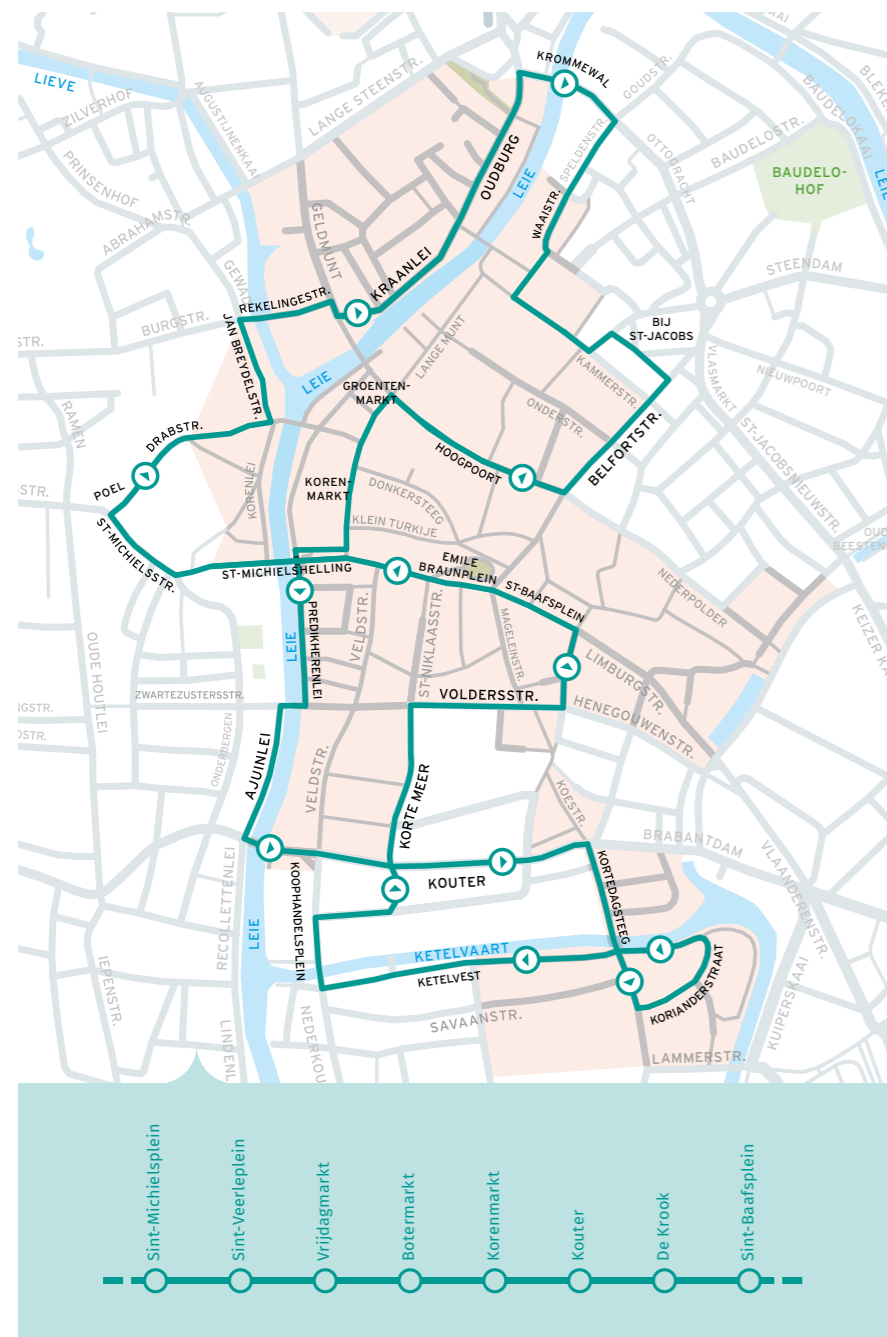 KROMMEWAL
LIEVE
ZILVERHOF
AUGUSTIJNENKAAI
LANGE STEENSTR.
GOUDSTR.
BAUDELOKAAI
PRINSENHOF
OUDBURG
LEIE
SPELDENSTR.
OTTOGRACHT
BAUDELOSTR.
BAUDELO-
HOF
LEIE
ABRAHAMSTR.
GELDMUNT
WAAISTR.
STEENDAM
KRAANLEI
REKELINGESTR.
BURGSTR.
JAN BREYDELSTR.
STR.
BIJ
ST-JACOBS
LANGE MUNT
KAMMERSTR.
VLASMARKT
NIEUWPOORT
LEIE
GROENTEN-
MARKT
ONDERSTR.
RAMEN
DRABSTR.
BELFORTSTR.
ST-JACOBSNIEUWSTR.
HOOGPOORT
POEL
KORENLEI
KOREN-
MARKT
DONKERSTEEG
STR.
KLEIN TURKIJE
ST-MICHIELSSTR.
ST-MICHIELSHELLING
EMILE
BRAUNPLEIN
ST-BAAFSPLEIN
NEDERPOLDER
OUDE HOUTLEI
LEIE
PREDIKHERENLEI
VELDSTR.
ST-NIKLAASSTR.
MAGELEINSTR.
LIMBURGSTR.
ZWARTEZUSTERSSTR.
VOLDERSSTR.
HENEGOUWENSTR.
ONDERBERGEN
AJUINLEI
VELDSTR.
KORTE MEER
KOESTR.
BRABANTDAM
VLAANDERENSTR.
RECOLLETTENLEI
KOOPHANDELSPLEIN
KOUTER
KORTEDAGSTEEG
LEIE
KETELVAART
KETELVEST
IEPENSTR.
KORIANDERSTRAAT
KUIPERSKAAI
SAVAANSTR.
LAMMERSTR.
Sint-Michielsplein
Sint-Veerleplein
Vrijdagmarkt
Botermarkt
Korenmarkt
Kouter
De Krook
Sint-Baafsplein